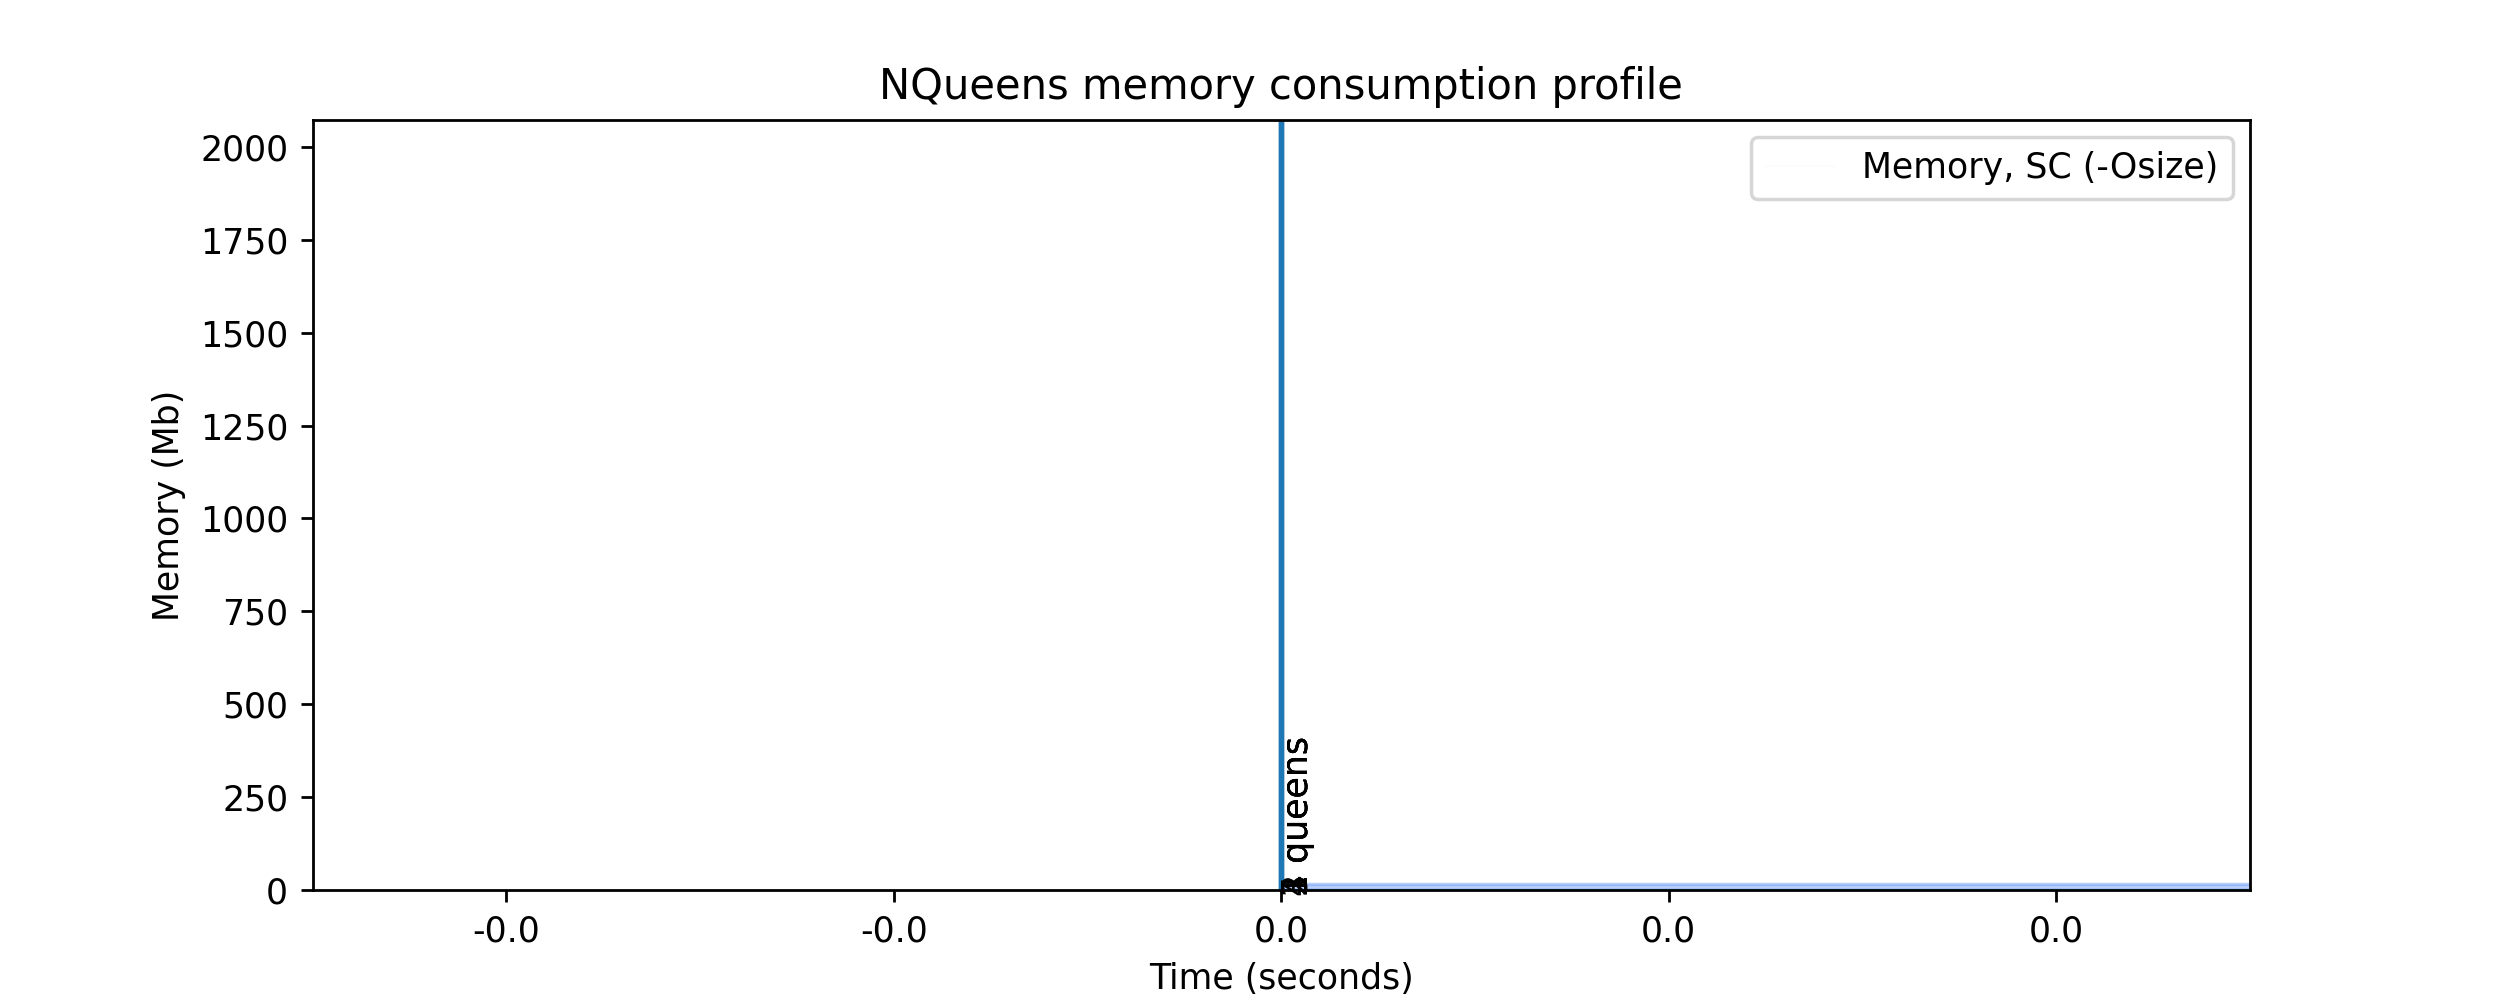 NQueens memory consumption profile
Memory, SC (-Osize)
2000
1750
1500
1250
1000
750
500
250
0
Memory (Mb)
queens
-0.0
-0.0
0.0
0.0
0.0
Time (seconds)